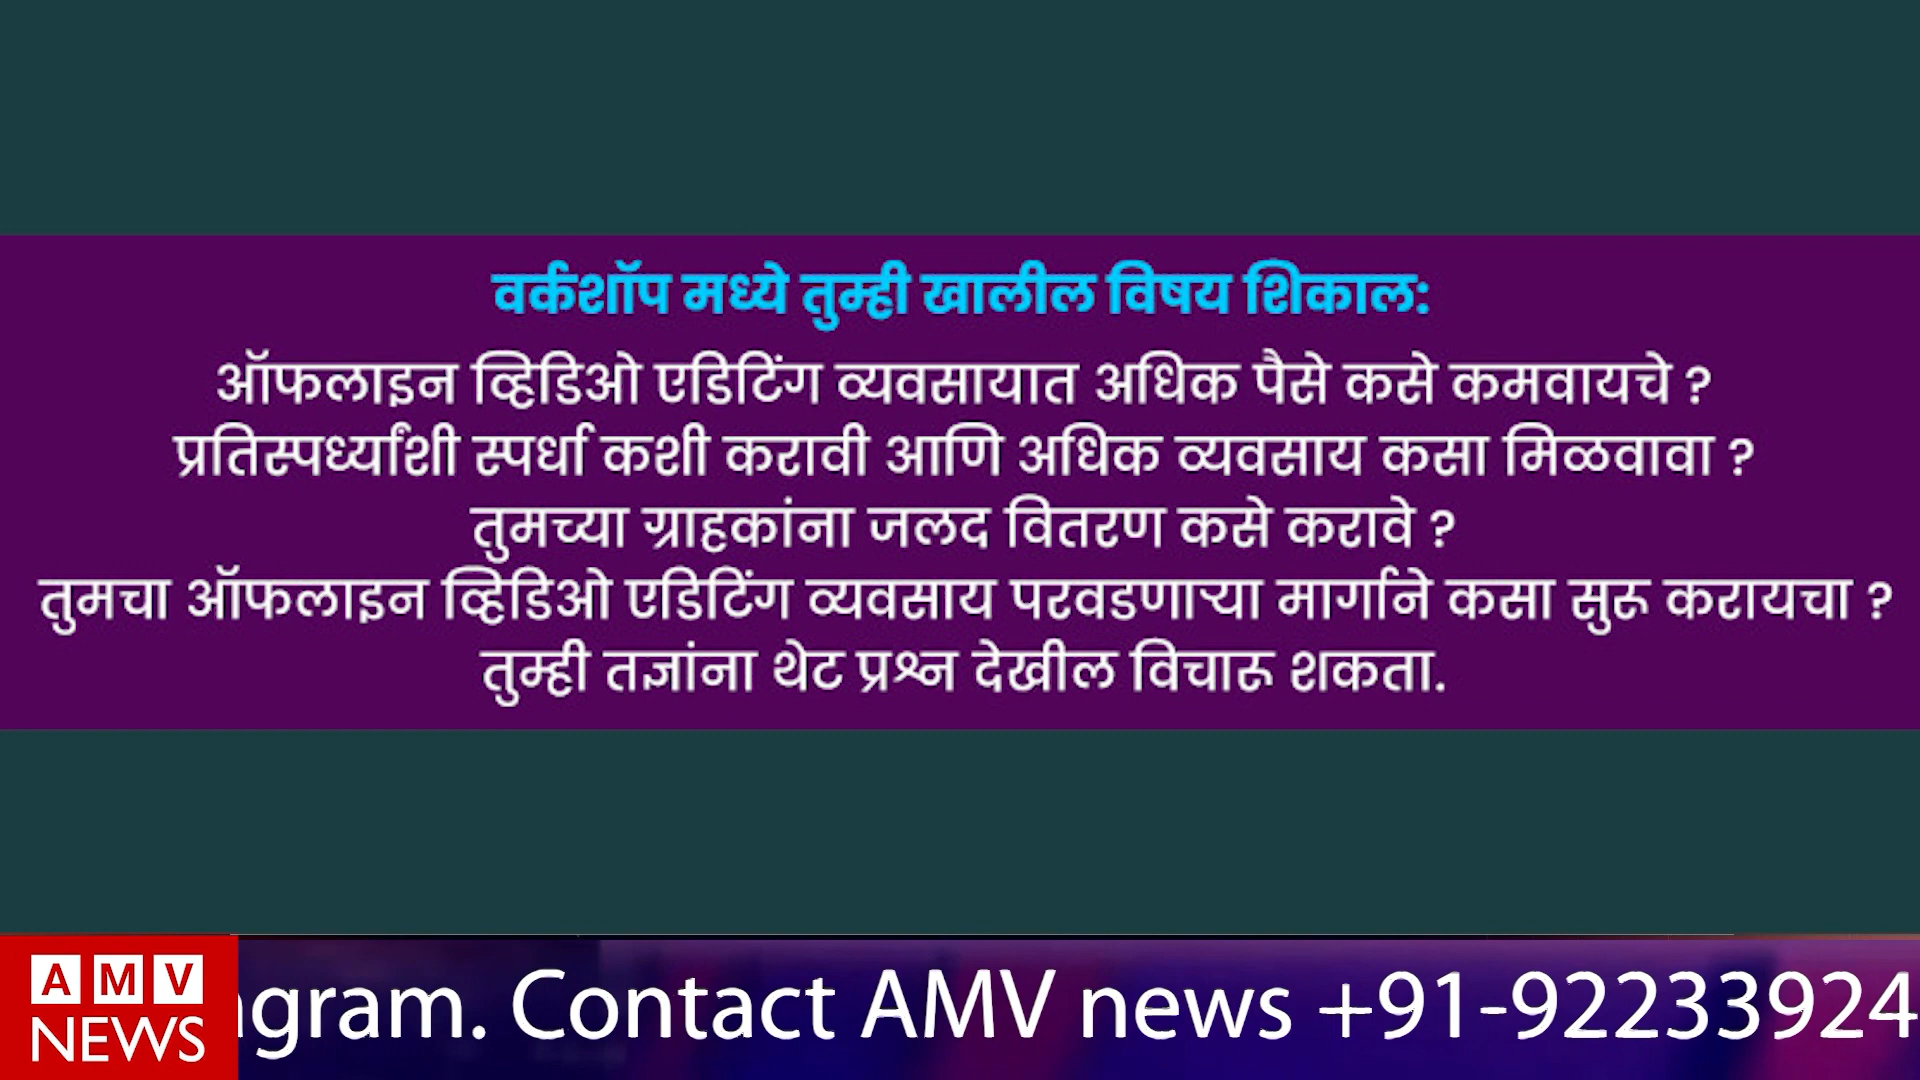 वर्कशॉप मध्ये तुम्ही खालील विषय शिकाल:
ऑफलाइन व्हिडिओ एडिटिंग व्यवसायात अधिक पैसे कसे कमवायचे ?
प्रतिस्पर्ध्यांशी स्पर्धा कशी करावी आणि अधिक व्यवसाय कसा मिळवावा ?
तुमच्या ग्राहकांना जलद वितरण कसे करावे ?
तुमचा ऑफलाइन व्हिडिओ एडिटिंग व्यवसाय परवडणाऱ्या मार्गाने कसा सुरू करायचा ?
तुम्ही तज्ञांना थेट प्रश्न देखील विचारू शकता.
AMV
NEWS
agram. Contact AMV news +91-92233924